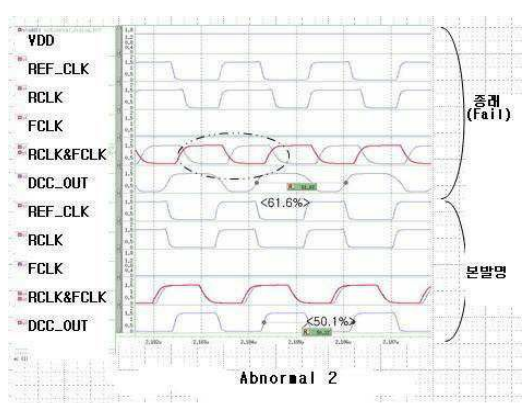 VDD
REF_CLK
RCLK
FCLK
RCLK&FCLK
DCC_OUT
종래
(Fail)
<61.6%>
REF_CLK
RCLK
FCLK
RCLK&FCLK
DCC_OUT
본발명
<50.1%>
Abnormal 2